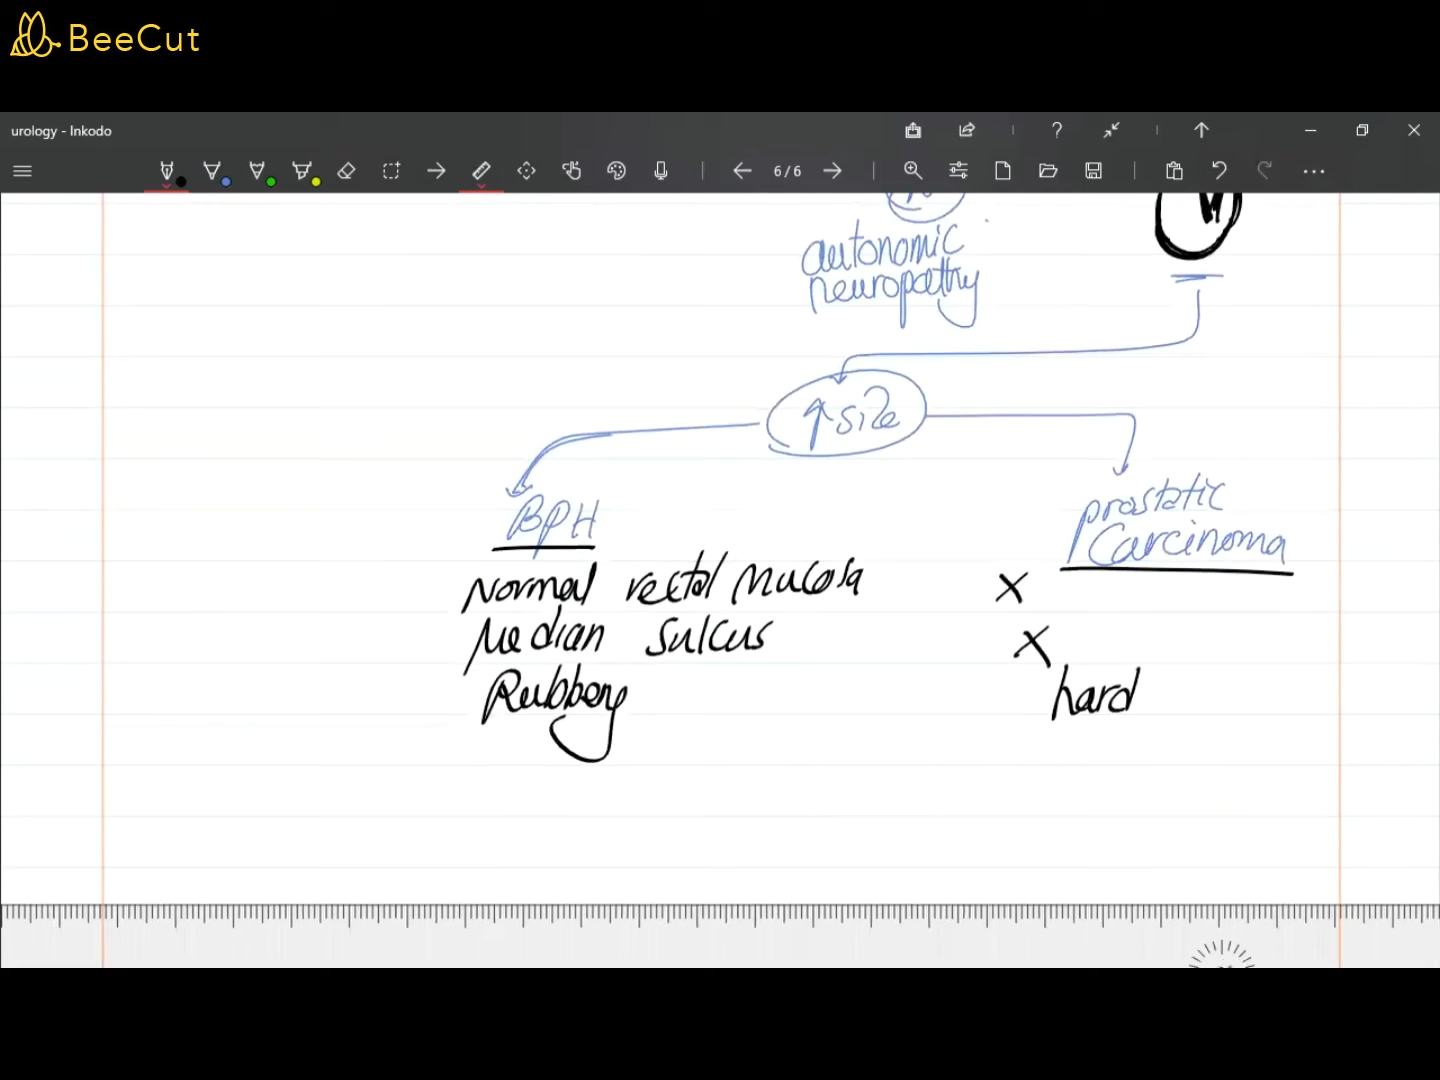 BeeCut
urology - Inkodo
6/6
autonomic
neuropathy
↑ size
BPH
prostatic
Carcinoma
Normal rectal mucosa X
Median sulcus X
Rubbery hard